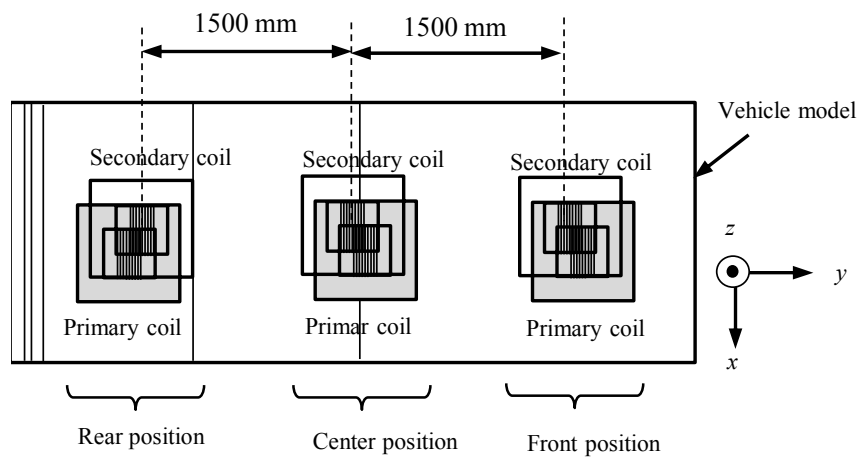 1500 mm
1500 mm
Vehicle model
Secondary coil
Secondary coil
Secondary coil
z
y
x
Primary coil
Primar coil
Primary coil
Rear position
Center position
Front position